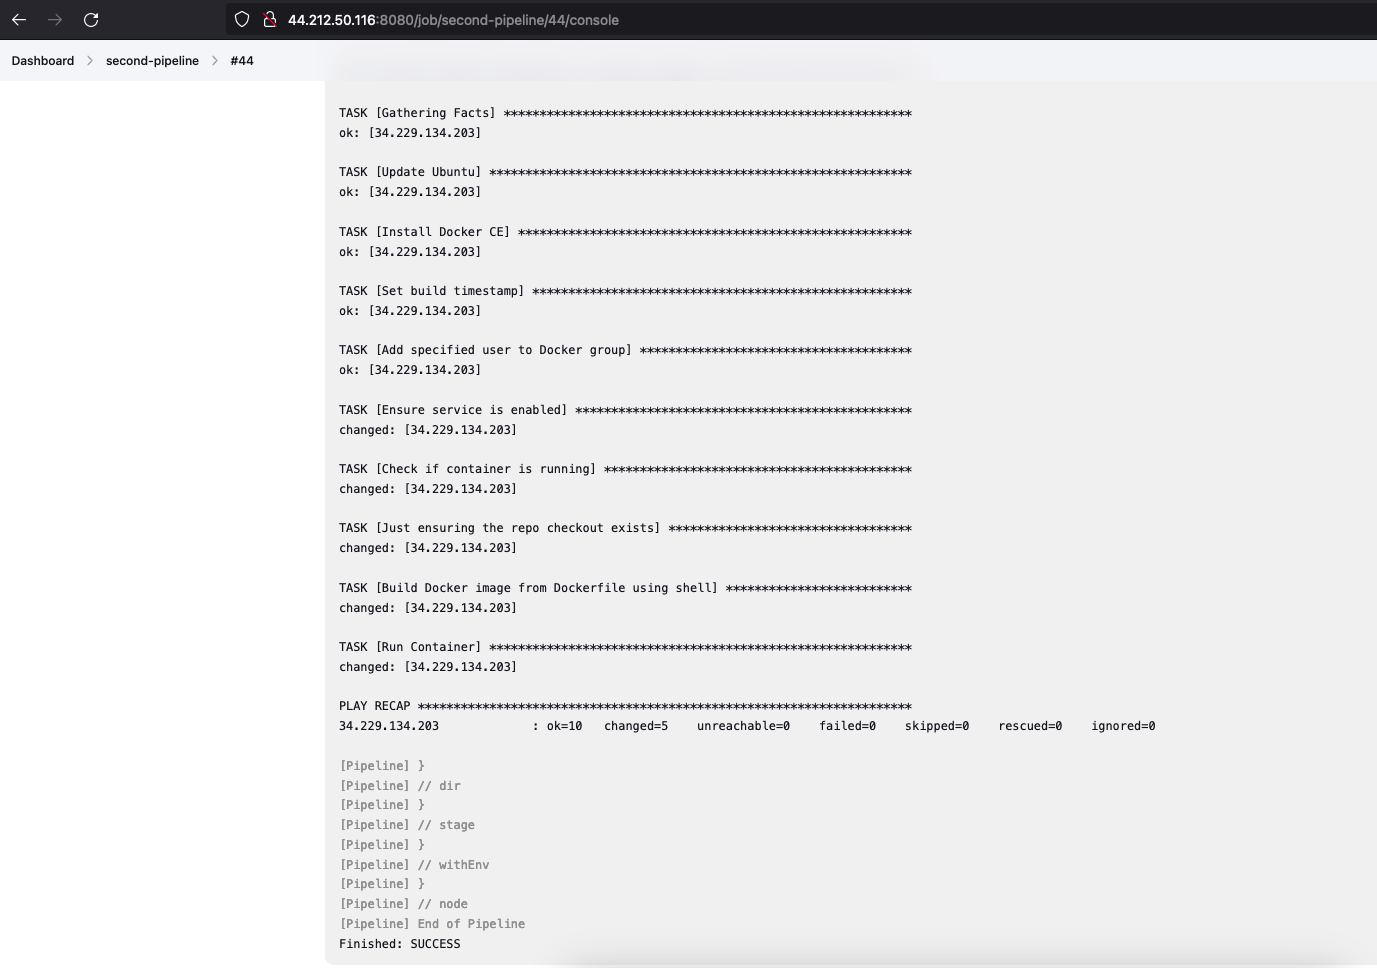 44.212.50.116:8080/job/second-pipeline/44/console
Dashboard > second-pipeline > #44
TASK [Gathering Facts] *********************************************************
ok: [34.229.134.203]
TASK [Update Ubuntu] ***********************************************************
ok: [34.229.134.203]
TASK [Install Docker CE] *******************************************************
ok: [34.229.134.203]
TASK [Set build timestamp] *****************************************************
ok: [34.229.134.203]
TASK [Add specified user to Docker group] **************************************
ok: [34.229.134.203]
TASK [Ensure service is enabled] ***********************************************
changed: [34.229.134.203]
TASK [Check if container is running] *******************************************
changed: [34.229.134.203]
TASK [Just ensuring the repo checkout exists] **********************************
changed: [34.229.134.203]
TASK [Build Docker image from Dockerfile using shell] **************************
changed: [34.229.134.203]
TASK [Run Container] ***********************************************************
changed: [34.229.134.203]
PLAY RECAP *********************************************************************
34.229.134.203             : ok=10   changed=5    unreachable=0    failed=0    skipped=0    rescued=0    ignored=0
[Pipeline] }
[Pipeline] // dir
[Pipeline] }
[Pipeline] // stage
[Pipeline] }
[Pipeline] // withEnv
[Pipeline] }
[Pipeline] // node
[Pipeline] End of Pipeline
Finished: SUCCESS